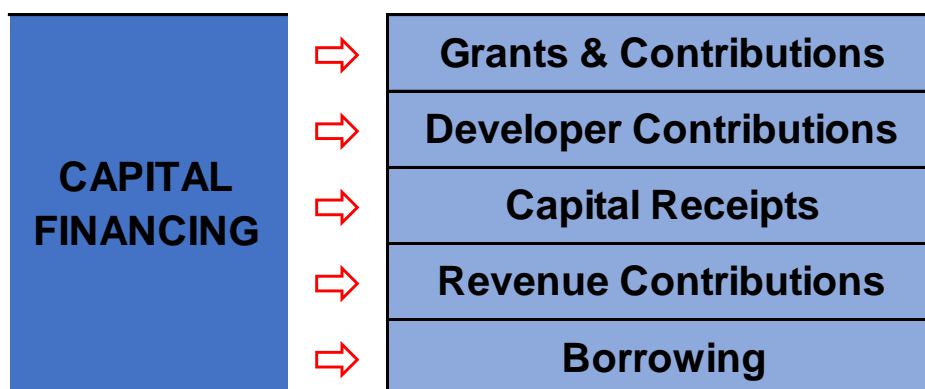 CAPITAL
FINANCING
Grants & Contributions
Developer Contributions
Capital Receipts
Revenue Contributions
Borrowing